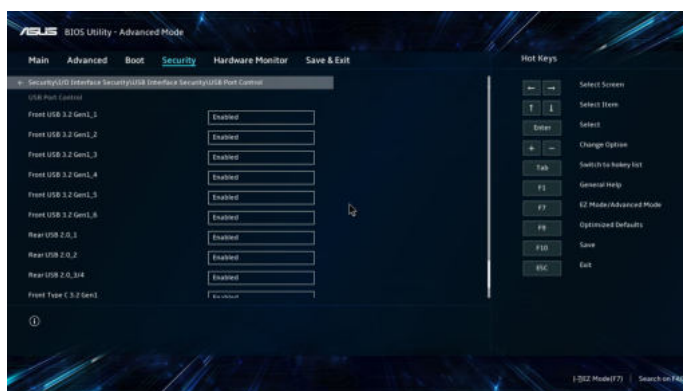 ASUS BIOS Utility - Advanced Mode
Main Advanced Boot Security Hardware Monitor Save & Exit
Hot Keys
Security\I/O Interface Security\USB Interface Security\USB Port Control
USB Port Control
Front USB 3.2 Gen1_1 Enabled
Front USB 3.2 Gen1_2 Enabled
Front USB 3.2 Gen1_3 Enabled
Front USB 3.2 Gen1_4 Enabled
Front USB 3.2 Gen1_5 Enabled
Front USB 3.2 Gen1_6 Enabled
Rear USB 2.0_1 Enabled
Rear USB 2.0_2 Enabled
Rear USB 2.0_3/4 Enabled
Front Type C 3.2 Gen1 Enabled
← → Select Screen
↑ ↓ Select Item
Enter Select
+ - Change Option
Tab Switch to hokey list
F1 General Help
F7 EZ Mode/Advanced Mode
F9 Optimized Defaults
F10 Save
ESC Exit
EZ Mode(F7) | Search on